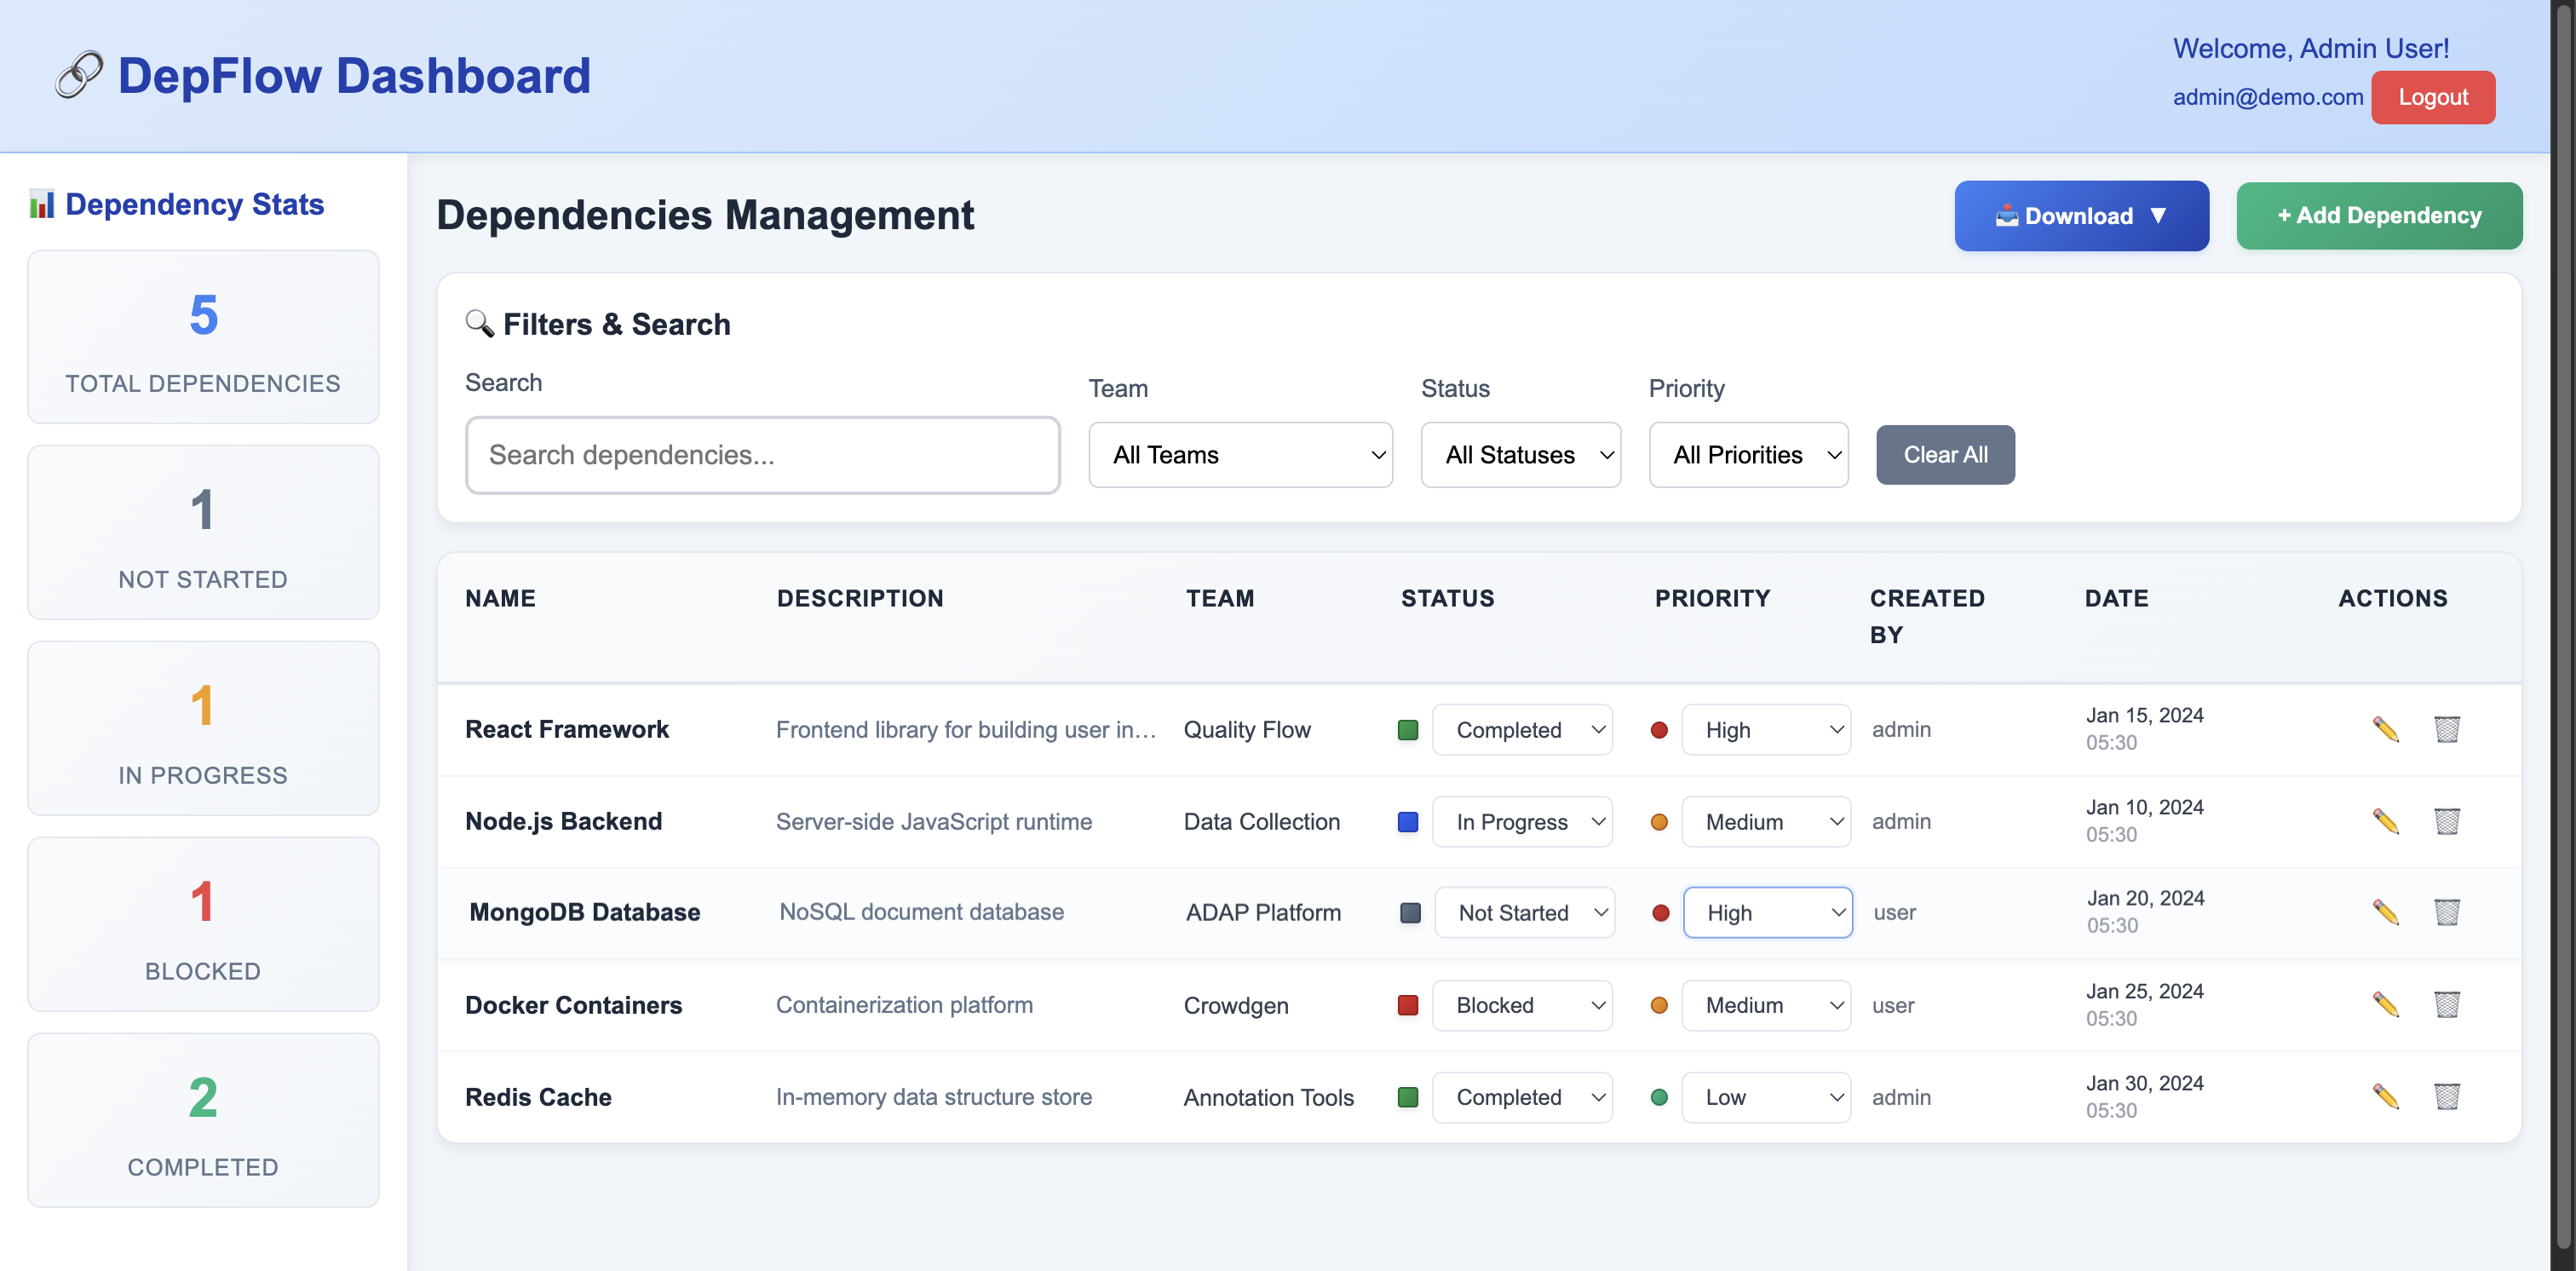 DepFlow Dashboard
Welcome, Admin User!
admin@demo.com Logout
Dependency Stats
5
TOTAL DEPENDENCIES
1
NOT STARTED
1
IN PROGRESS
1
BLOCKED
2
COMPLETED
Dependencies Management
Download ▼
+ Add Dependency
Filters & Search
Search
Search dependencies...
Team
All Teams
Status
All Statuses
Priority
All Priorities
Clear All
NAME DESCRIPTION TEAM STATUS PRIORITY CREATED BY DATE ACTIONS
React Framework Frontend library for building user in... Quality Flow Completed High admin Jan 15, 2024
05:30
Node.js Backend Server-side JavaScript runtime Data Collection In Progress Medium admin Jan 10, 2024
05:30
MongoDB Database NoSQL document database ADAP Platform Not Started High user Jan 20, 2024
05:30
Docker Containers Containerization platform Crowdgen Blocked Medium user Jan 25, 2024
05:30
Redis Cache In-memory data structure store Annotation Tools Completed Low admin Jan 30, 2024
05:30